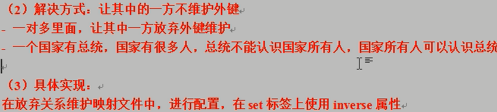 （2）解决方式：让其中的一方不维护外键
- 一对多里面，让其中一方放弃外键维护
- 一个国家有总统，国家有很多人，总统不能认识国家所有人，国家所有人可以认识总统
（3）具体实现：
在放弃关系维护映射文件中，进行配置，在 set 标签上使用 inverse 属性